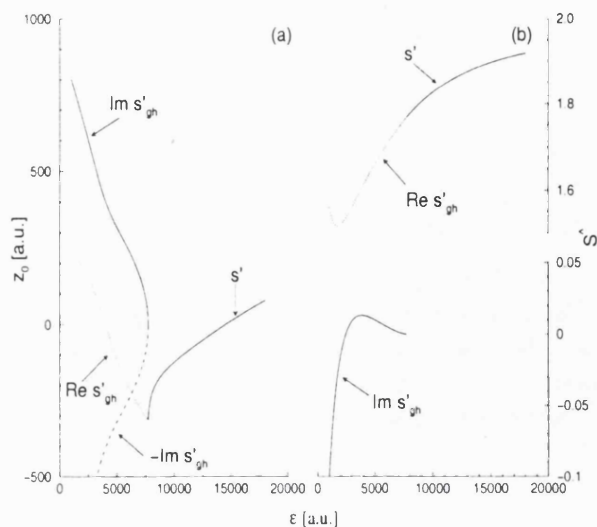 1000
500
0
−500
z₀ [a.u.]
(a)
Im s'gh
s'
Re s'gh
−Im s'gh
0
5000
10000
15000
20000
(b)
s'
Re s'gh
Im s'gh
0
5000
10000
15000
20000
2.0
1.8
1.6
0.05
0
−0.05
−0.1
ε [a.u.]